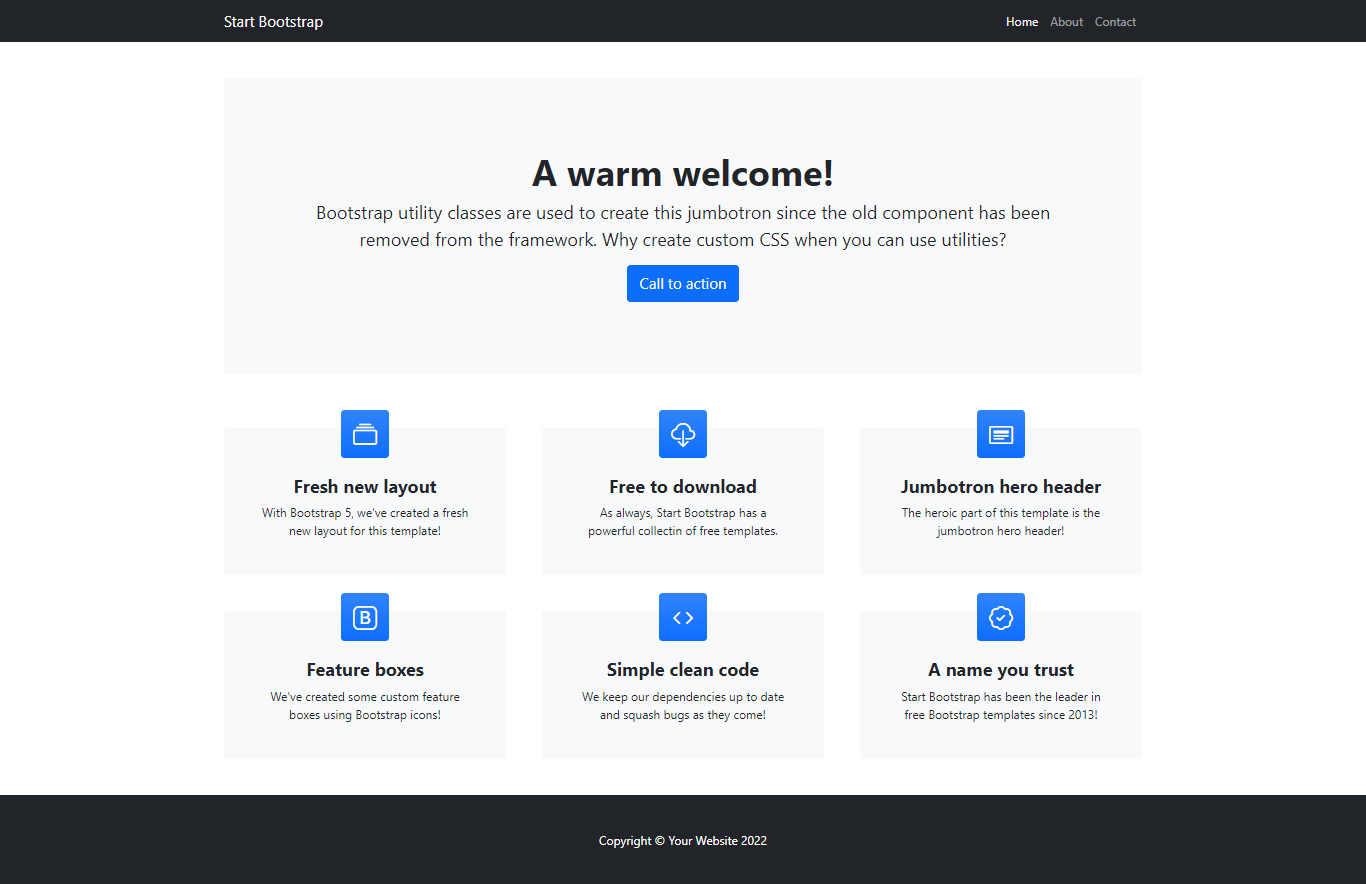 Start Bootstrap
Home About Contact
A warm welcome!
Bootstrap utility classes are used to create this jumbotron since the old component has been
removed from the framework. Why create custom CSS when you can use utilities?
Call to action
Fresh new layout
With Bootstrap 5, we've created a fresh
new layout for this template!
Free to download
As always, Start Bootstrap has a
powerful collectin of free templates.
Jumbotron hero header
The heroic part of this template is the
jumbotron hero header!
B
Feature boxes
We've created some custom feature
boxes using Bootstrap icons!
Simple clean code
We keep our dependencies up to date
and squash bugs as they come!
A name you trust
Start Bootstrap has been the leader in
free Bootstrap templates since 2013!
Copyright © Your Website 2022